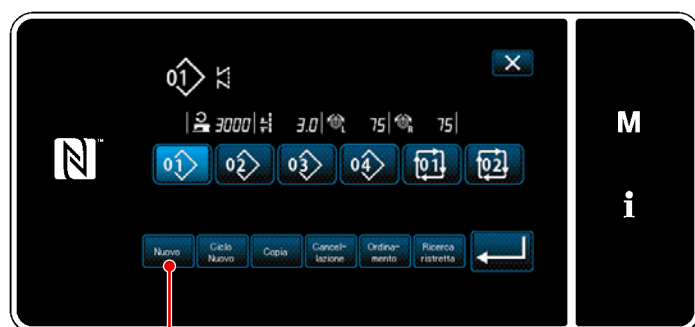 01
3000 3.0 L 75 R 75
01 02 03 04 01 02
Nuovo
Ciclo
Nuovo
Copia
Cancel-
lazione
Ordina-
mento
Ricerca
ristretta
N™
M
i